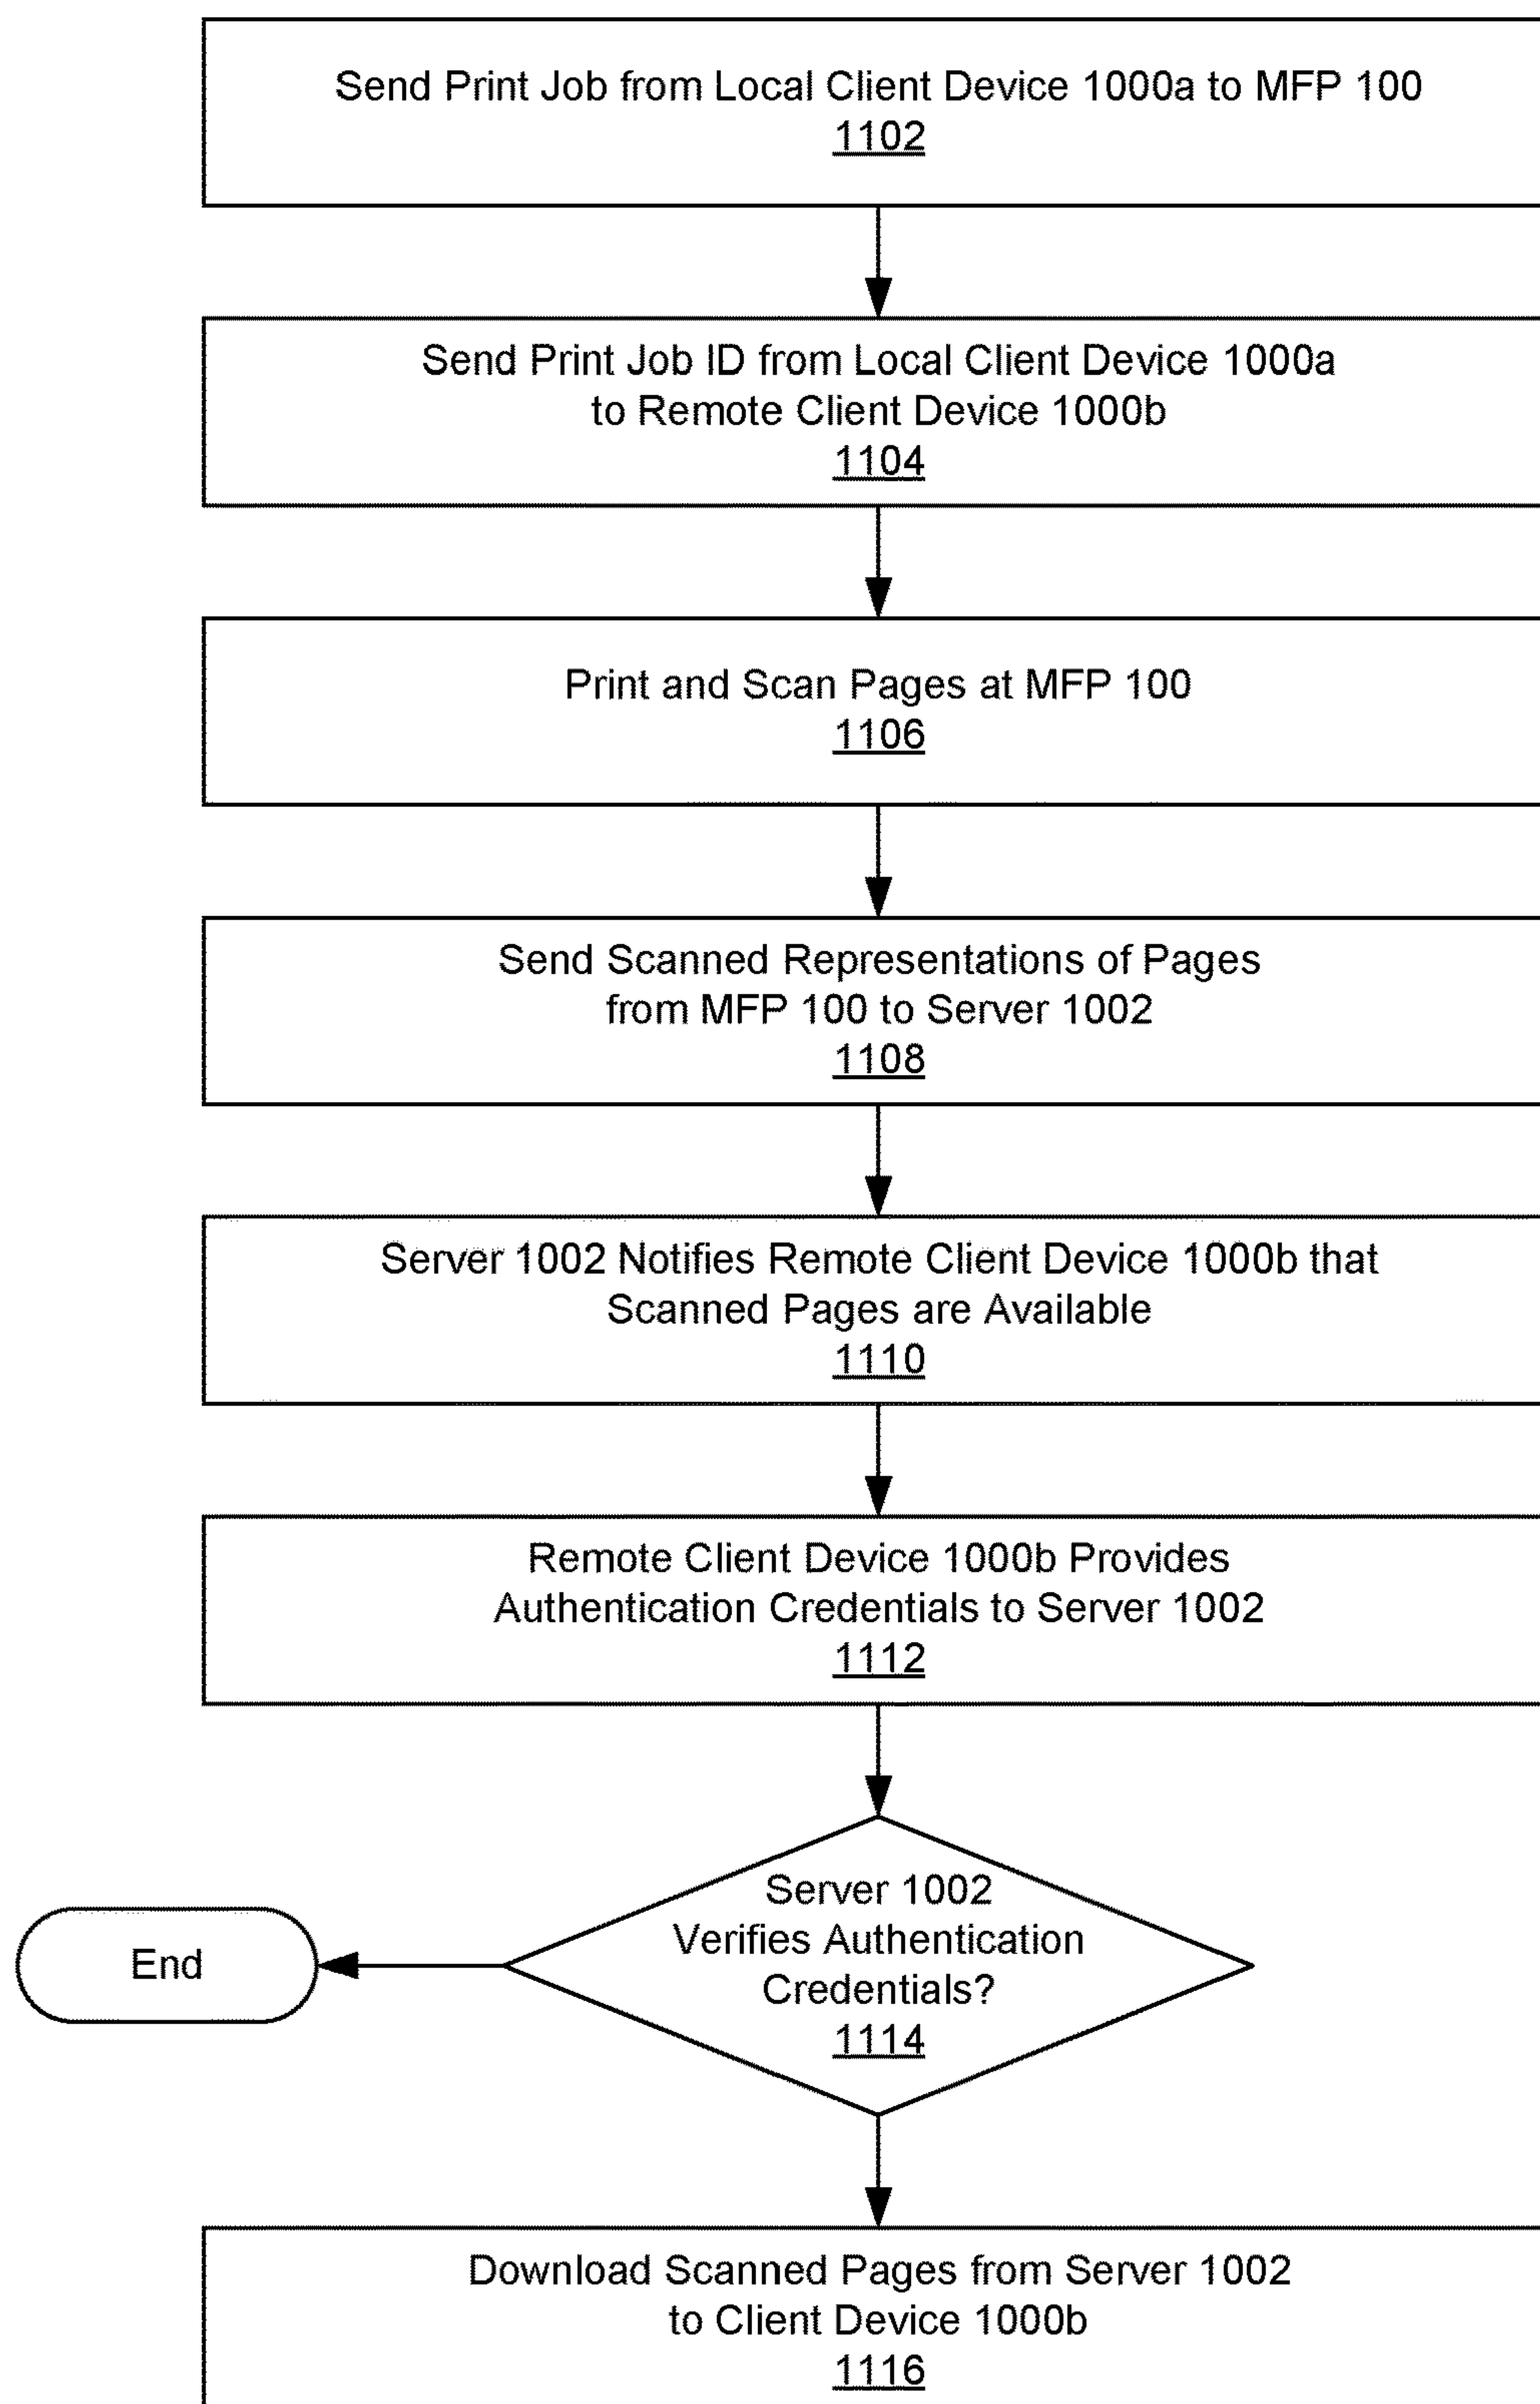 Send Print Job from Local Client Device 1000a to MFP 100
1102
Send Print Job ID from Local Client Device 1000a
to Remote Client Device 1000b
1104
Print and Scan Pages at MFP 100
1106
Send Scanned Representations of Pages
from MFP 100 to Server 1002
1108
Server 1002 Notifies Remote Client Device 1000b that
Scanned Pages are Available
1110
Remote Client Device 1000b Provides
Authentication Credentials to Server 1002
1112
Server 1002
Verifies Authentication
Credentials?
1114
End
Download Scanned Pages from Server 1002
to Client Device 1000b
1116